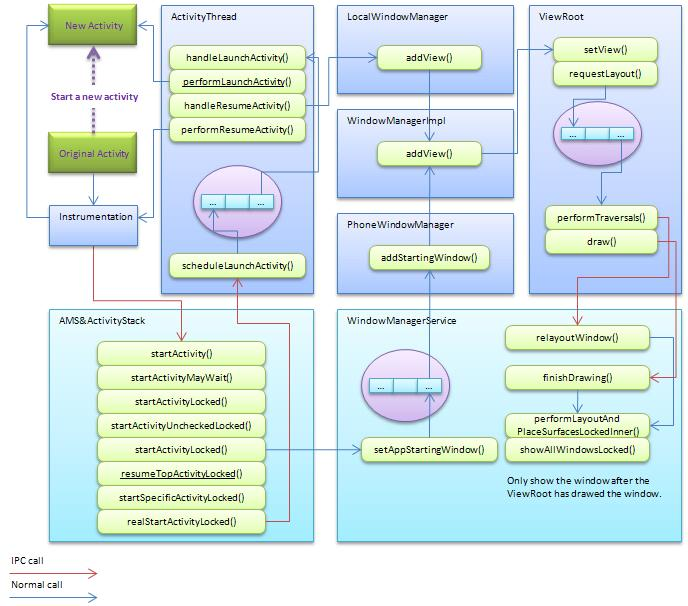 New Activity
Start a new activity
Original Activity
Instrumentation
ActivityThread
handleLaunchActivity()
performLaunchActivity()
handleResumeActivity()
performResumeActivity()
... ...
scheduleLaunchActivity()
LocalWindowManager
addView()
WindowManagerImpl
addView()
PhoneWindowManager
addStartingWindow()
ViewRoot
setView()
requestLayout()
... ...
performTraversals()
draw()
AMS&ActivityStack
startActivity()
startActivityMayWait()
startActivityLocked()
startActivityUncheckedLocked()
startActivityLocked()
resumeTopActivityLocked()
startSpecificActivityLocked()
realStartActivityLocked()
WindowManagerService
... ...
setAppStartingWindow()
relayoutWindow()
finishDrawing()
performLayoutAnd
PlaceSurfacesLockedInner()
showAllWindowsLocked()
Only show the window after the
ViewRoot has drawed the window.
IPC call
Normal call